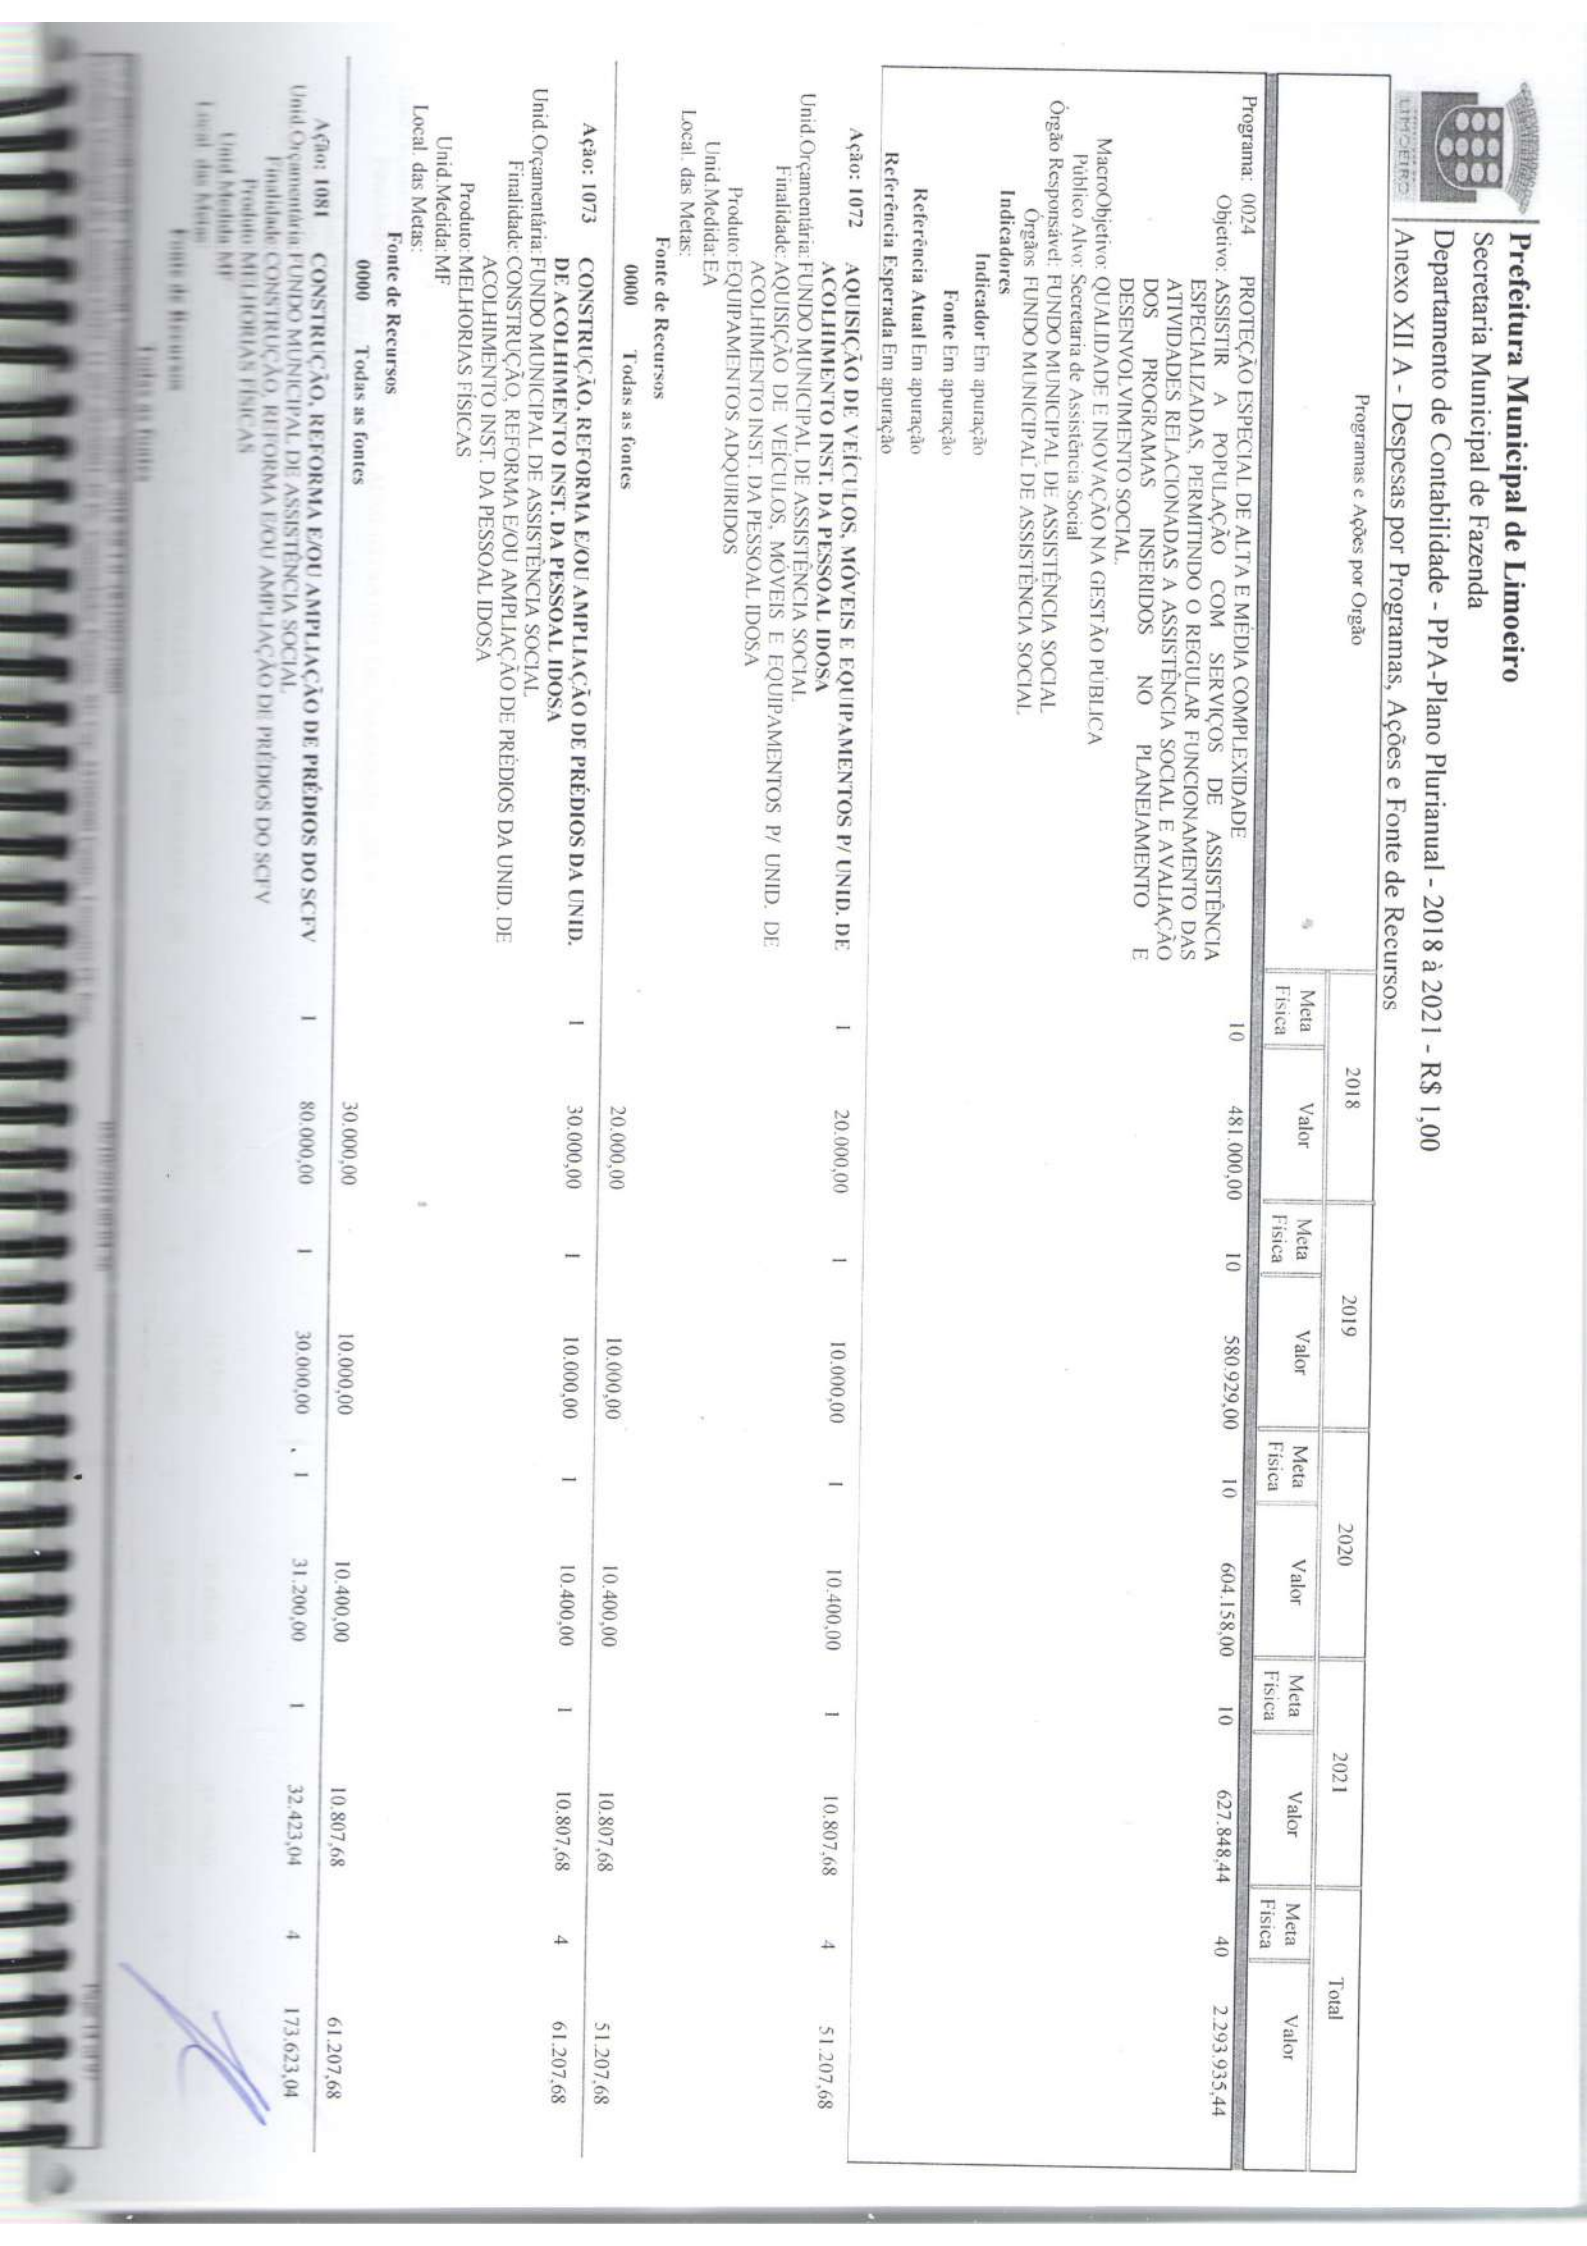 Prefeitura Municipal de Limoeiro
Secretaria Municipal de Fazenda
Departamento de Contabilidade - PPA-Plano Plurianual - 2018 à 2021 - R$ 1,00
Anexo XII A - Despesas por Programas, Ações e Fonte de Recursos
LIMOEIRO
Programas e Ações por Orgão 2018 2019 2020 2021 Total
Meta Física Valor Meta Física Valor Meta Física Valor Meta Física Valor Meta Física Valor
Programa: 0024 PROTEÇÃO ESPECIAL DE ALTA E MÉDIA COMPLEXIDADE 10 481.000,00 10 580.929,00 10 604.158,00 10 627.848,44 40 2.293.935,44
Objetivo: ASSISTIR A POPULAÇÃO COM SERVIÇOS DE ASSISTÊNCIA
ESPECIALIZADAS, PERMITINDO O REGULAR FUNCIONAMENTO DAS
ATIVIDADES RELACIONADAS A ASSISTÊNCIA SOCIAL E AVALIAÇÃO
DOS PROGRAMAS INSERIDOS NO PLANEJAMENTO E
DESENVOLVIMENTO SOCIAL.
MacroObjetivo: QUALIDADE E INOVAÇÃO NA GESTÃO PÚBLICA
Público Alvo: Secretaria de Assistência Social
Órgão Responsável: FUNDO MUNICIPAL DE ASSISTÊNCIA SOCIAL
Órgãos FUNDO MUNICIPAL DE ASSISTÊNCIA SOCIAL
Indicadores
Indicador Em apuração
Fonte Em apuração
Referência Atual Em apuração
Referência Esperada Em apuração
Ação: 1072 AQUISIÇÃO DE VEÍCULOS, MÓVEIS E EQUIPAMENTOS P/ UNID. DE 1 20.000,00 1 10.000,00 1 10.400,00 1 10.807,68 4 51.207,68
ACOLHIMENTO INST. DA PESSOAL IDOSA
Unid.Orçamentária:FUNDO MUNICIPAL DE ASSISTÊNCIA SOCIAL
Finalidade:AQUISIÇÃO DE VEÍCULOS, MÓVEIS E EQUIPAMENTOS P/ UNID. DE
ACOLHIMENTO INST. DA PESSOAL IDOSA
Produto:EQUIPAMENTOS ADQUIRIDOS
Unid.Medida:EA
Local. das Metas:
Fonte de Recursos
0000 Todas as fontes 20.000,00 10.000,00 10.400,00 10.807,68 51.207,68
Ação: 1073 CONSTRUÇÃO, REFORMA E/OU AMPLIAÇÃO DE PRÉDIOS DA UNID. 1 30.000,00 1 10.000,00 1 10.400,00 1 10.807,68 4 61.207,68
DE ACOLHIMENTO INST. DA PESSOAL IDOSA
Unid.Orçamentária:FUNDO MUNICIPAL DE ASSISTÊNCIA SOCIAL
Finalidade:CONSTRUÇÃO, REFORMA E/OU AMPLIAÇÃO DE PRÉDIOS DA UNID. DE
ACOLHIMENTO INST. DA PESSOAL IDOSA
Produto:MELHORIAS FÍSICAS
Unid.Medida:MF
Local. das Metas:
Fonte de Recursos
0000 Todas as fontes 30.000,00 10.000,00 10.400,00 10.807,68 61.207,68
Ação: 1081 CONSTRUÇÃO, REFORMA E/OU AMPLIAÇÃO DE PRÉDIOS DO SCFV 1 80.000,00 1 30.000,00 1 31.200,00 1 32.423,04 4 173.623,04
Unid.Orçamentária:FUNDO MUNICIPAL DE ASSISTÊNCIA SOCIAL
Finalidade:CONSTRUÇÃO, REFORMA E/OU AMPLIAÇÃO DE PRÉDIOS DO SCFV
Produto:MELHORIAS FÍSICAS
Unid.Medida:MF
Local. das Metas:
Fonte de Recursos
Todas as fontes